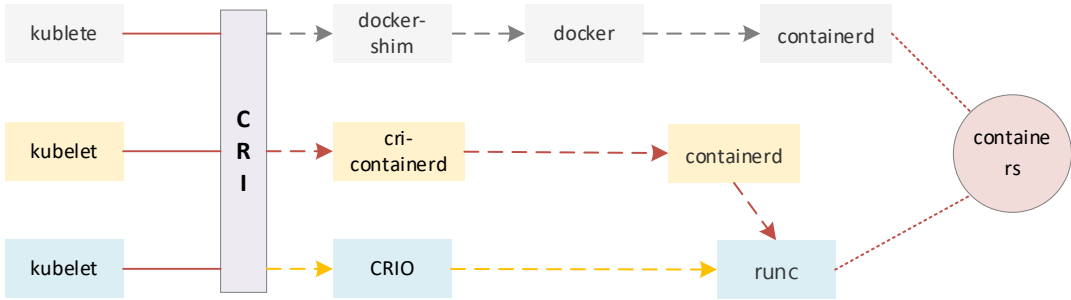 kublete
docker-
shim
docker
containerd
C
R
I
kubelet
cri-
containerd
containerd
containe
rs
kubelet
CRIO
runc